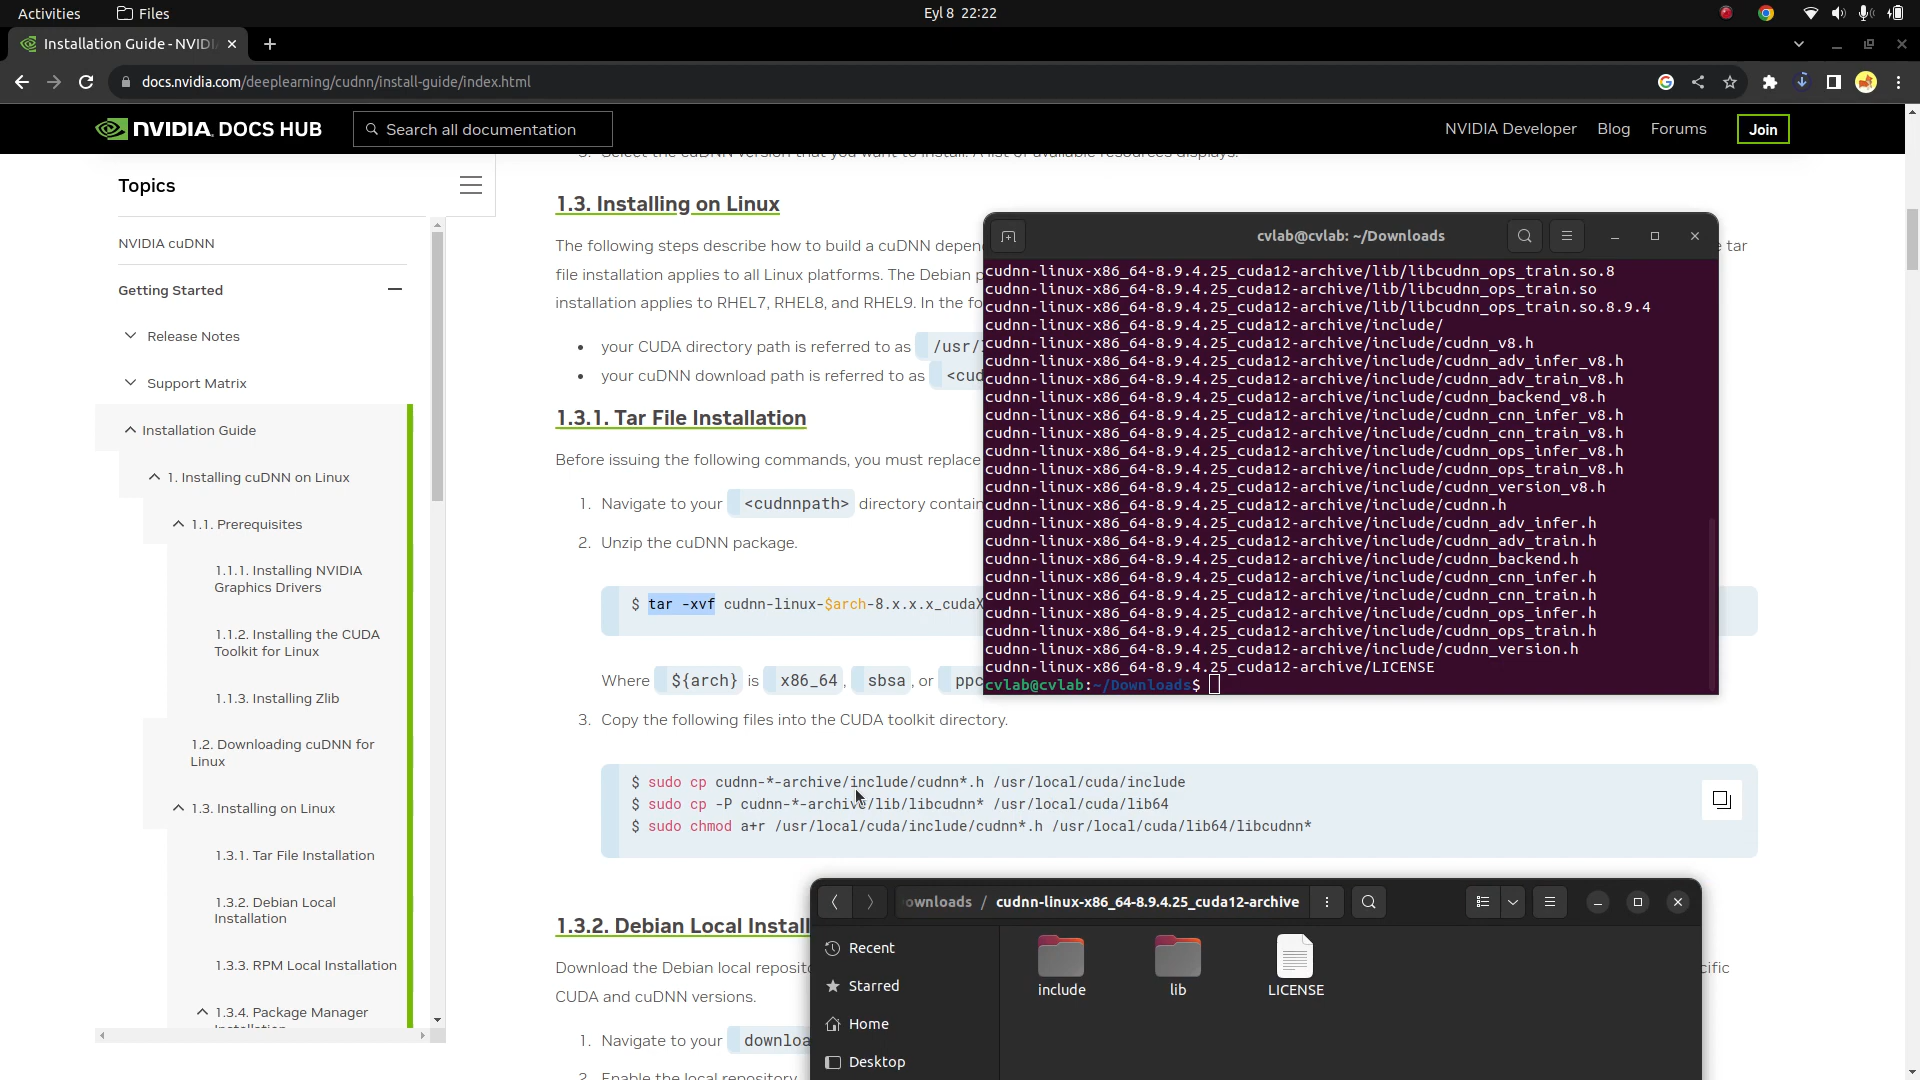 Activities
Files
Eyl 8 22:22
Installation Guide - NVIDI
docs.nvidia.com/deeplearning/cudnn/install-guide/index.html
NVIDIA. DOCS HUB
Search all documentation
NVIDIA Developer
Blog
Forums
Join
Topics
NVIDIA cuDNN
Getting Started
Release Notes
Support Matrix
Installation Guide
1. Installing cuDNN on Linux
1.1. Prerequisites
1.1.1. Installing NVIDIA
Graphics Drivers
1.1.2. Installing the CUDA
Toolkit for Linux
1.1.3. Installing Zlib
1.2. Downloading cuDNN for
Linux
1.3. Installing on Linux
1.3.1. Tar File Installation
1.3.2. Debian Local
Installation
1.3.3. RPM Local Installation
1.3.4. Package Manager
1.3. Installing on Linux
The following steps describe how to build a cuDNN depen
e tar
file installation applies to all Linux platforms. The Debian p
installation applies to RHEL7, RHEL8, and RHEL9. In the fo
• your CUDA directory path is referred to as /usr/
• your cuDNN download path is referred to as <cud
1.3.1. Tar File Installation
Before issuing the following commands, you must replace
1. Navigate to your <cudnnpath> directory contain
2. Unzip the cuDNN package.
$ tar -xvf cudnn-linux-$arch-8.x.x.x_cudaX
Where ${arch} is x86_64, sbsa, or ppc
3. Copy the following files into the CUDA toolkit directory.
$ sudo cp cudnn-*-archive/include/cudnn*.h /usr/local/cuda/include
$ sudo cp -P cudnn-*-archive/lib/libcudnn* /usr/local/cuda/lib64
$ sudo chmod a+r /usr/local/cuda/include/cudnn*.h /usr/local/cuda/lib64/libcudnn*
1.3.2. Debian Local Install
Download the Debian local reposito
cific
CUDA and cuDNN versions.
1. Navigate to your downloa
2. Enable the local repository.
cvlab@cvlab: ~/Downloads
cudnn-linux-x86_64-8.9.4.25_cuda12-archive/lib/libcudnn_ops_train.so.8
cudnn-linux-x86_64-8.9.4.25_cuda12-archive/lib/libcudnn_ops_train.so
cudnn-linux-x86_64-8.9.4.25_cuda12-archive/lib/libcudnn_ops_train.so.8.9.4
cudnn-linux-x86_64-8.9.4.25_cuda12-archive/include/
cudnn-linux-x86_64-8.9.4.25_cuda12-archive/include/cudnn_v8.h
cudnn-linux-x86_64-8.9.4.25_cuda12-archive/include/cudnn_adv_infer_v8.h
cudnn-linux-x86_64-8.9.4.25_cuda12-archive/include/cudnn_adv_train_v8.h
cudnn-linux-x86_64-8.9.4.25_cuda12-archive/include/cudnn_backend_v8.h
cudnn-linux-x86_64-8.9.4.25_cuda12-archive/include/cudnn_cnn_infer_v8.h
cudnn-linux-x86_64-8.9.4.25_cuda12-archive/include/cudnn_cnn_train_v8.h
cudnn-linux-x86_64-8.9.4.25_cuda12-archive/include/cudnn_ops_infer_v8.h
cudnn-linux-x86_64-8.9.4.25_cuda12-archive/include/cudnn_ops_train_v8.h
cudnn-linux-x86_64-8.9.4.25_cuda12-archive/include/cudnn_version_v8.h
cudnn-linux-x86_64-8.9.4.25_cuda12-archive/include/cudnn.h
cudnn-linux-x86_64-8.9.4.25_cuda12-archive/include/cudnn_adv_infer.h
cudnn-linux-x86_64-8.9.4.25_cuda12-archive/include/cudnn_adv_train.h
cudnn-linux-x86_64-8.9.4.25_cuda12-archive/include/cudnn_backend.h
cudnn-linux-x86_64-8.9.4.25_cuda12-archive/include/cudnn_cnn_infer.h
cudnn-linux-x86_64-8.9.4.25_cuda12-archive/include/cudnn_cnn_train.h
cudnn-linux-x86_64-8.9.4.25_cuda12-archive/include/cudnn_ops_infer.h
cudnn-linux-x86_64-8.9.4.25_cuda12-archive/include/cudnn_ops_train.h
cudnn-linux-x86_64-8.9.4.25_cuda12-archive/include/cudnn_version.h
cudnn-linux-x86_64-8.9.4.25_cuda12-archive/LICENSE
cvlab@cvlab:~/Downloads$
ownloads / cudnn-linux-x86_64-8.9.4.25_cuda12-archive
Recent
Starred
Home
Desktop
include
lib
LICENSE